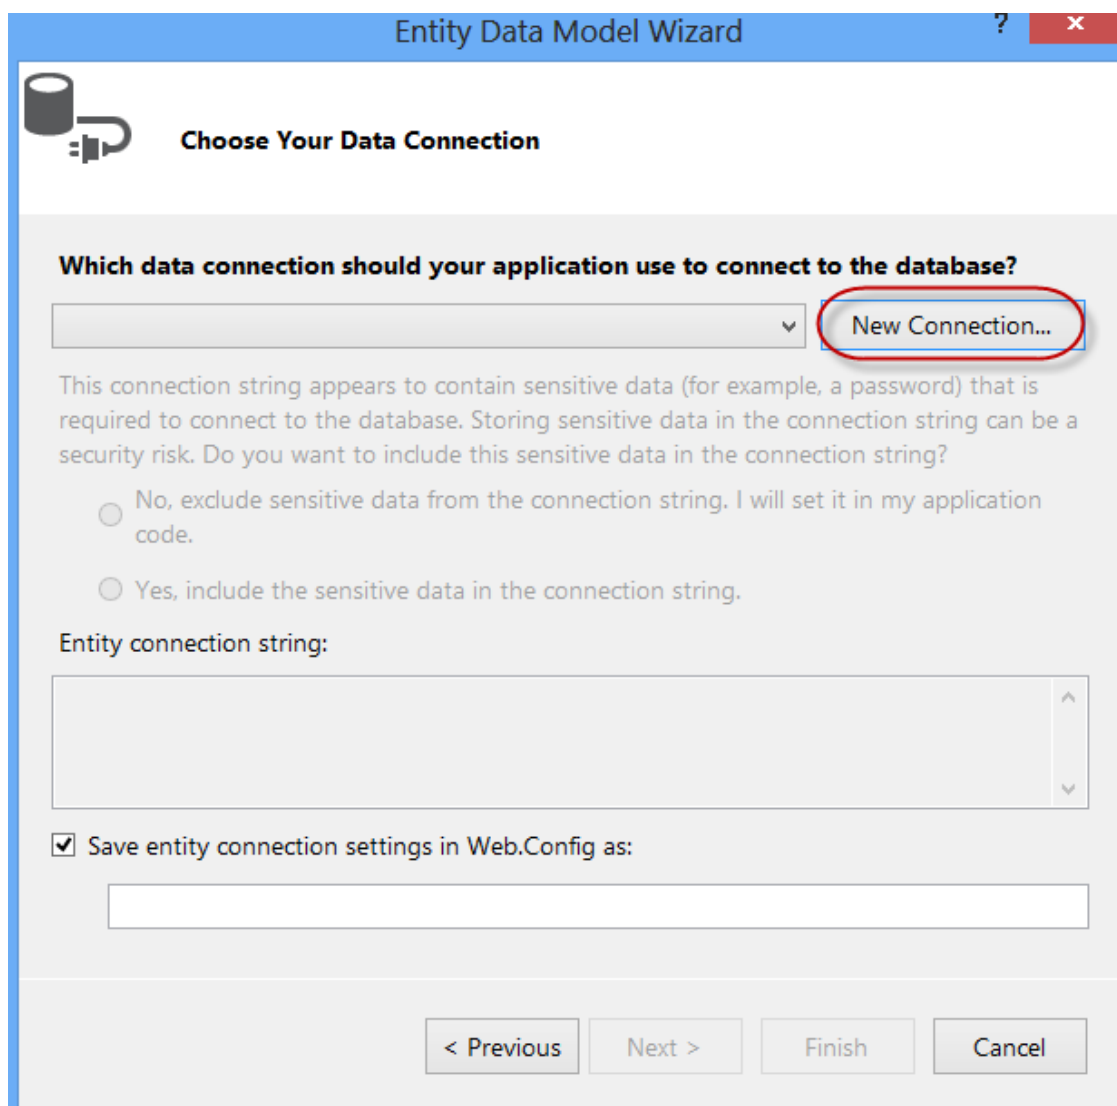 Entity Data Model Wizard
?
x
Choose Your Data Connection
Which data connection should your application use to connect to the database?
New Connection...
This connection string appears to contain sensitive data (for example, a password) that is
required to connect to the database. Storing sensitive data in the connection string can be a
security risk. Do you want to include this sensitive data in the connection string?
No, exclude sensitive data from the connection string. I will set it in my application
code.
Yes, include the sensitive data in the connection string.
Entity connection string:
Save entity connection settings in Web.Config as:
< Previous
Next >
Finish
Cancel